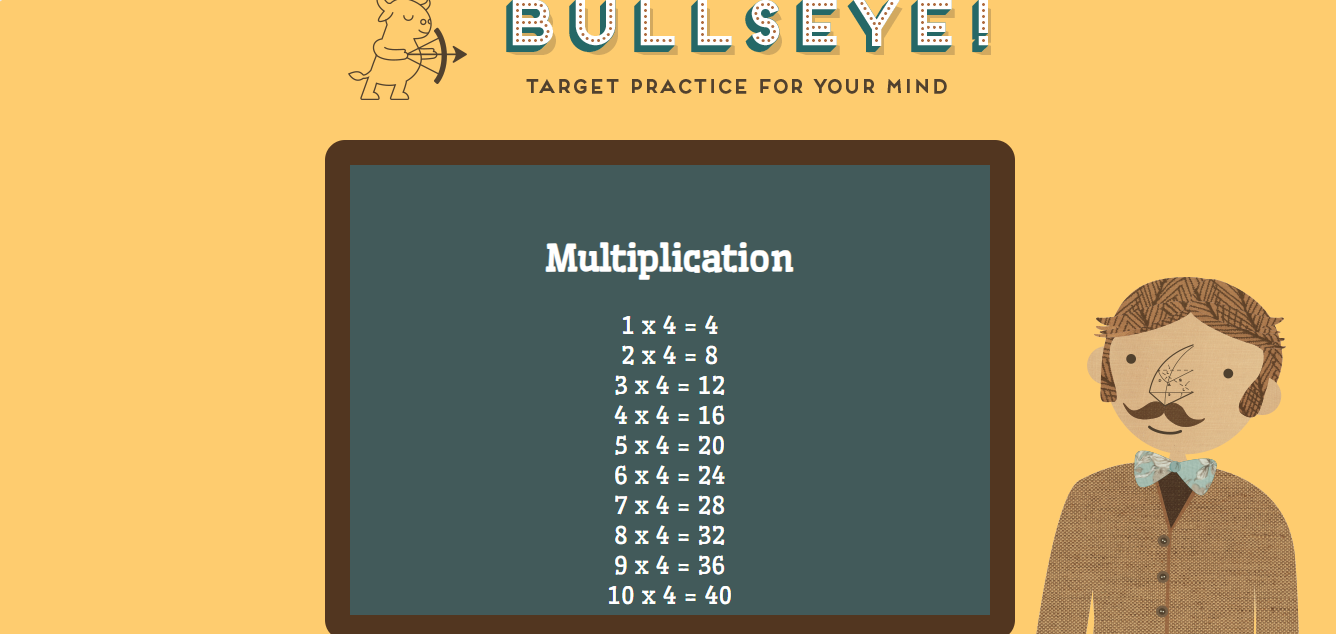 BULLSEYE!
TARGET PRACTICE FOR YOUR MIND
Multiplication
1 x 4 = 4
2 x 4 = 8
3 x 4 = 12
4 x 4 = 16
5 x 4 = 20
6 x 4 = 24
7 x 4 = 28
8 x 4 = 32
9 x 4 = 36
10 x 4 = 40